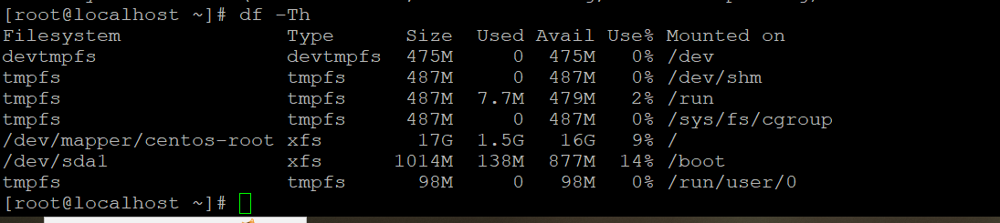 [root@localhost ~]# df -Th
Filesystem              Type      Size  Used Avail Use% Mounted on
devtmpfs                devtmpfs  475M     0  475M   0% /dev
tmpfs                   tmpfs     487M     0  487M   0% /dev/shm
tmpfs                   tmpfs     487M  7.7M  479M   2% /run
tmpfs                   tmpfs     487M     0  487M   0% /sys/fs/cgroup
/dev/mapper/centos-root xfs        17G  1.5G   16G   9% /
/dev/sda1               xfs      1014M  138M  877M  14% /boot
tmpfs                   tmpfs      98M     0   98M   0% /run/user/0
[root@localhost ~]#